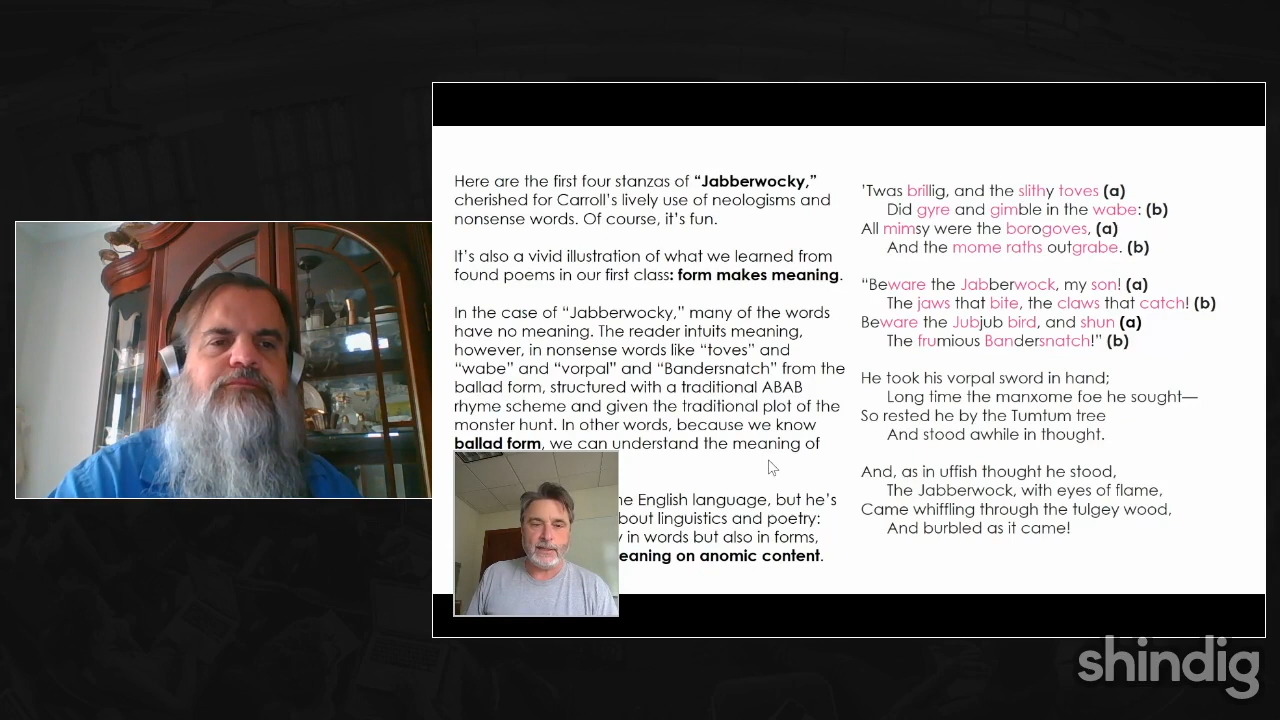 Here are the first four stanzas of “Jabberwocky,”
cherished for Carroll’s lively use of neologisms and
nonsense words. Of course, it’s fun.
It’s also a vivid illustration of what we learned from
found poems in our first class: form makes meaning.
In the case of “Jabberwocky,” many of the words
have no meaning. The reader intuits meaning,
however, in nonsense words like “toves” and
“wabe” and “vorpal” and “Bandersnatch” from the
ballad form, structured with a traditional ABAB
rhyme scheme and given the traditional plot of the
monster hunt. In other words, because we know
ballad form, we can understand the meaning of
English language, but he’s
linguistics and poetry:
in words but also in forms,
on anomic content.
’Twas brillig, and the slithy toves (a)
Did gyre and gimble in the wabe: (b)
All mimsy were the borogoves, (a)
And the mome raths outgrabe. (b)
“Beware the Jabberwock, my son! (a)
The jaws that bite, the claws that catch! (b)
Beware the Jubjub bird, and shun (a)
The frumious Bandersnatch!” (b)
He took his vorpal sword in hand;
Long time the manxome foe he sought—
So rested he by the Tumtum tree
And stood awhile in thought.
And, as in uffish thought he stood,
The Jabberwock, with eyes of flame,
Came whiffling through the tulgey wood,
And burbled as it came!
shindig